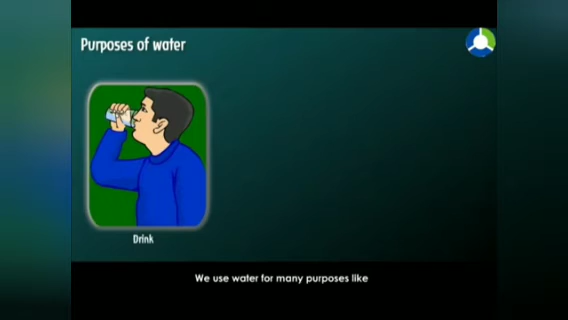 Purposes of water
Drink
We use water for many purposes like